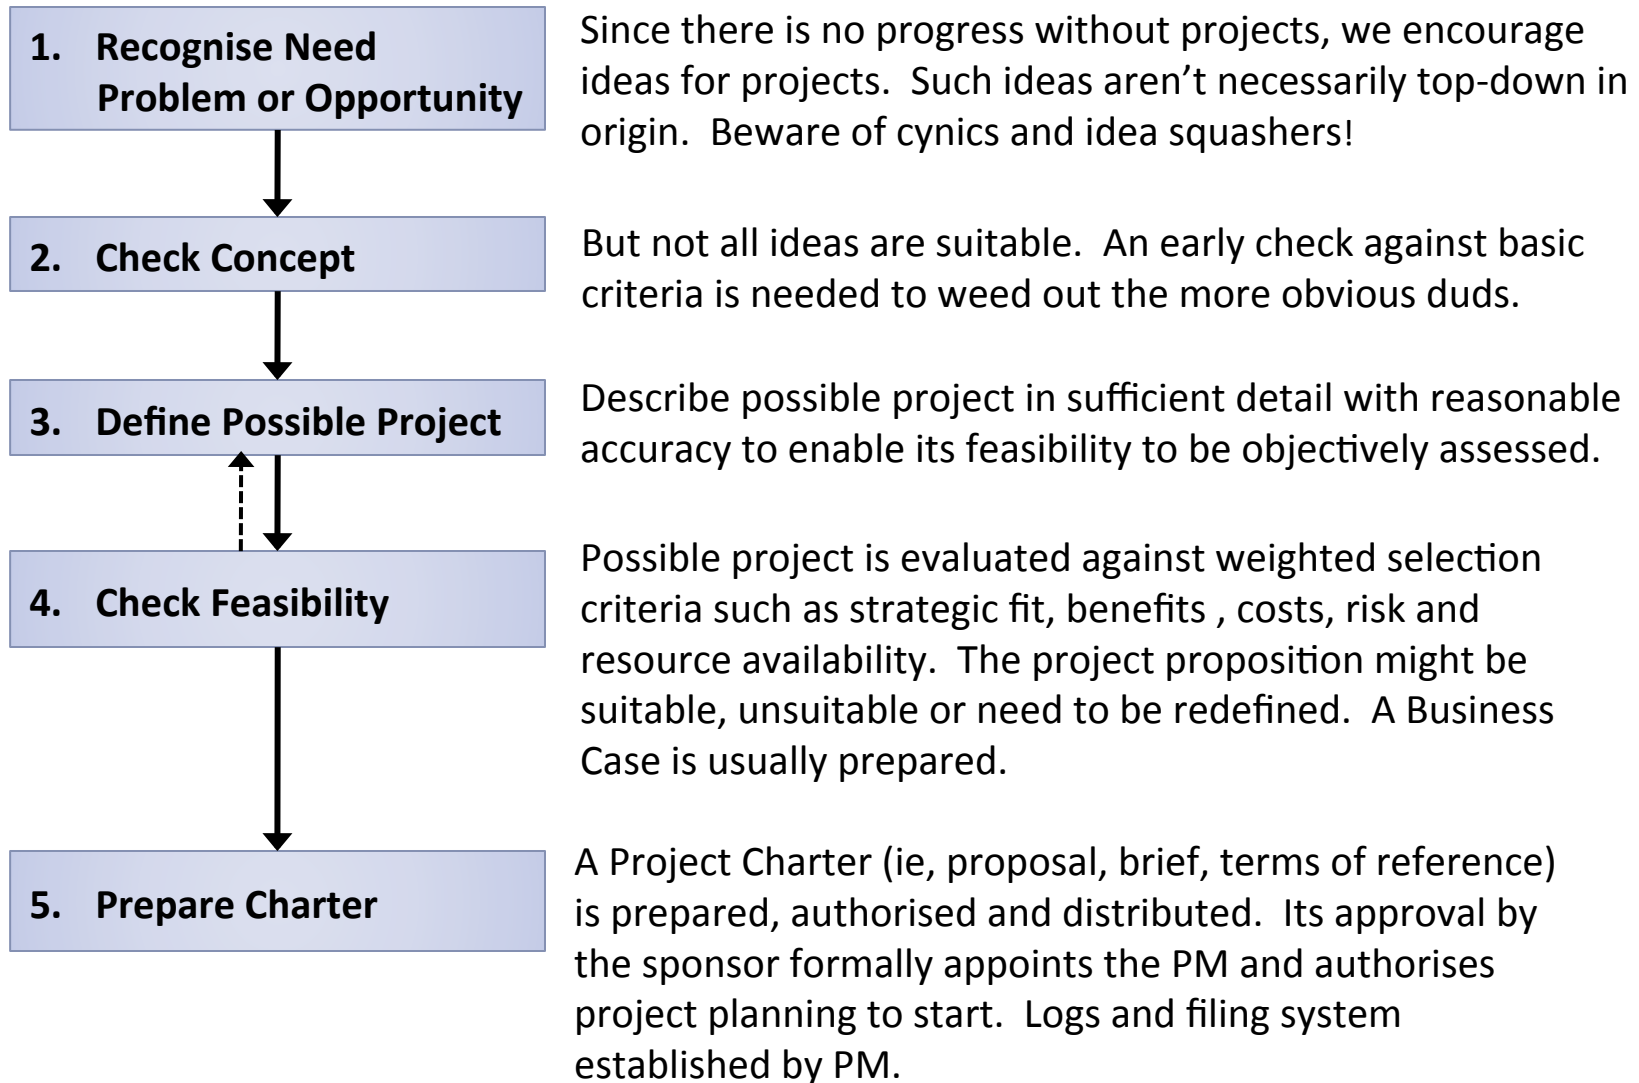 1. Recognise Need
Problem or Opportunity
Since there is no progress without projects, we encourage
ideas for projects. Such ideas aren’t necessarily top-down in
origin. Beware of cynics and idea squashers!
2. Check Concept
But not all ideas are suitable. An early check against basic
criteria is needed to weed out the more obvious duds.
3. Define Possible Project
Describe possible project in sufficient detail with reasonable
accuracy to enable its feasibility to be objectively assessed.
4. Check Feasibility
Possible project is evaluated against weighted selection
criteria such as strategic fit, benefits , costs, risk and
resource availability. The project proposition might be
suitable, unsuitable or need to be redefined. A Business
Case is usually prepared.
5. Prepare Charter
A Project Charter (ie, proposal, brief, terms of reference)
is prepared, authorised and distributed. Its approval by
the sponsor formally appoints the PM and authorises
project planning to start. Logs and filing system
established by PM.